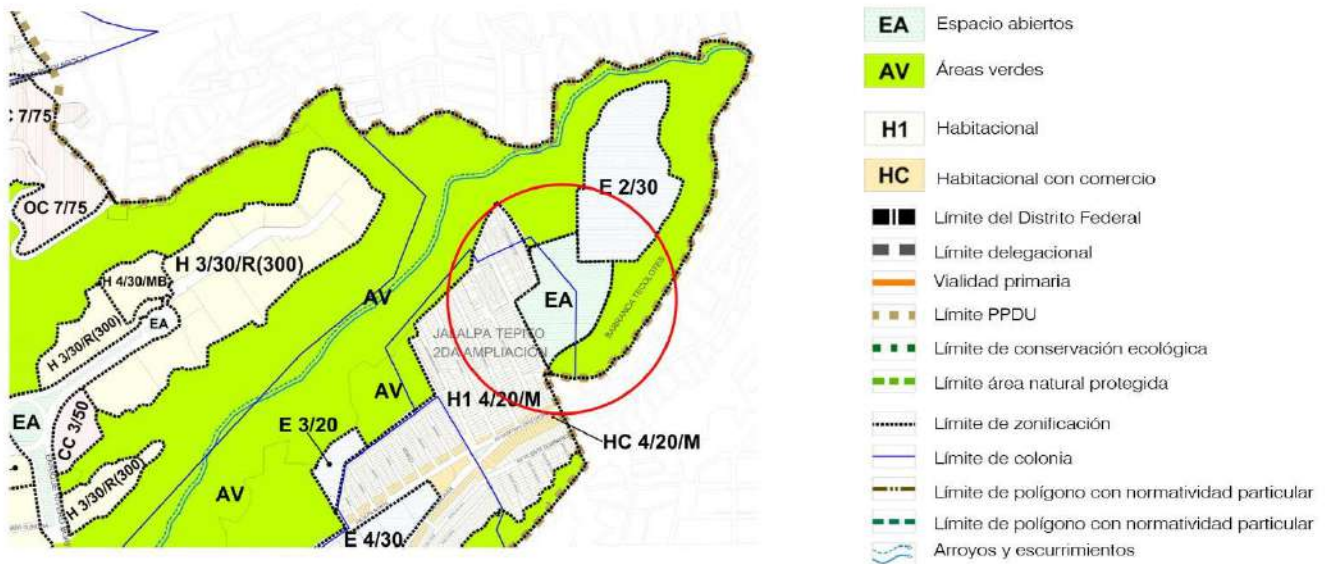 C 7/75
OC 7/75
H 4/30/MB
H 3/30/R(300)
H 3/30/R(300)
EA
EA
CC 3/50
H 3/30/R(300)
AV
AV
AV
E 3/20
E 4/30
E 2/30
EA
BARRANCA TECOLOTES
JALALPA TEPITO
2DA AMPLIACIÓN
H1 4/20/M
HC 4/20/M
EA Espacio abiertos
AV Áreas verdes
H1 Habitacional
HC Habitacional con comercio
Límite del Distrito Federal
Límite delegacional
Vialidad primaria
Límite PPDU
Límite de conservación ecológica
Límite área natural protegida
Límite de zonificación
Límite de colonia
Límite de polígono con normatividad particular
Límite de polígono con normatividad particular
Arroyos y escurrimientos